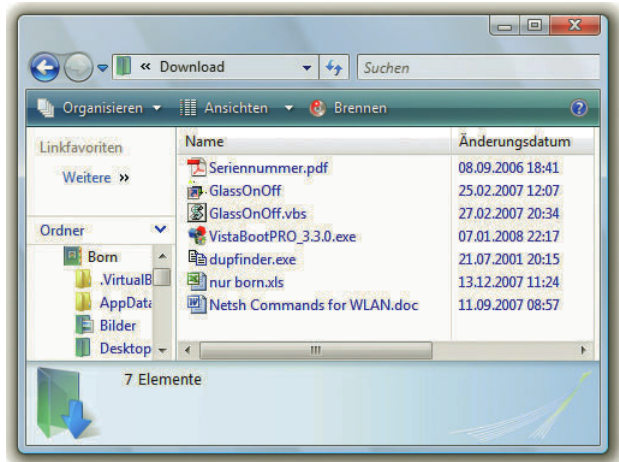 « Download
Suchen
Organisieren
Ansichten
Brennen
Linkfavoriten
Weitere »
Ordner
Born
.VirtualB
AppData
Bilder
Desktop
Name Änderungsdatum
Seriennummer.pdf 08.09.2006 18:41
GlassOnOff 25.02.2007 12:07
GlassOnOff.vbs 27.02.2007 20:34
VistaBootPRO_3.3.0.exe 07.01.2008 22:17
dupfinder.exe 21.07.2001 20:15
nur born.xls 13.12.2007 11:24
Netsh Commands for WLAN.doc 11.09.2007 08:57
7 Elemente